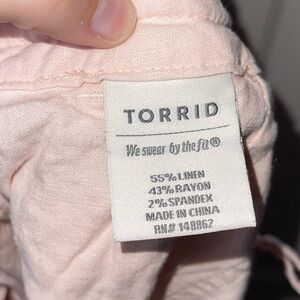 TORRID
We swear by the fit®
55% LINEN
43% RAYON
2% SPANDEX
MADE IN CHINA
RN# 148862